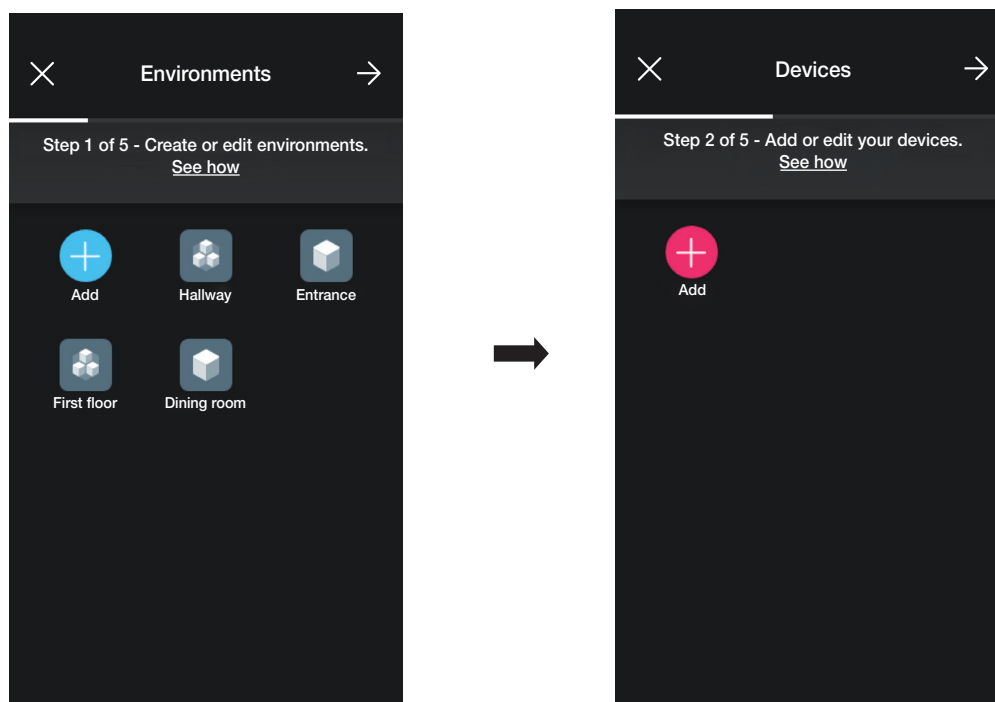 Environments
Step 1 of 5 - Create or edit environments.
See how
Add
Hallway
Entrance
First floor
Dining room
Devices
Step 2 of 5 - Add or edit your devices.
See how
Add